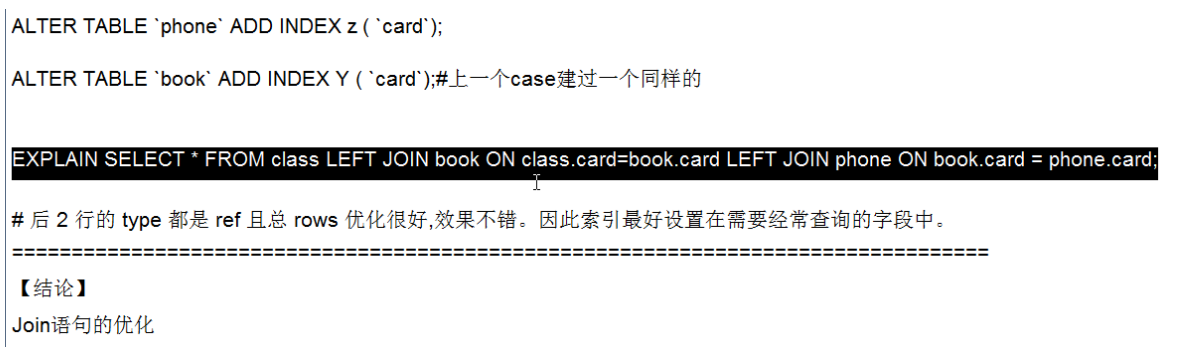 ALTER TABLE `phone` ADD INDEX z ( `card`);
ALTER TABLE `book` ADD INDEX Y ( `card`);#上一个case建过一个同样的
EXPLAIN SELECT * FROM class LEFT JOIN book ON class.card=book.card LEFT JOIN phone ON book.card = phone.card;
# 后 2 行的 type 都是 ref 且总 rows 优化很好,效果不错。因此索引最好设置在需要经常查询的字段中。
==============================================================================
【结论】
Join语句的优化